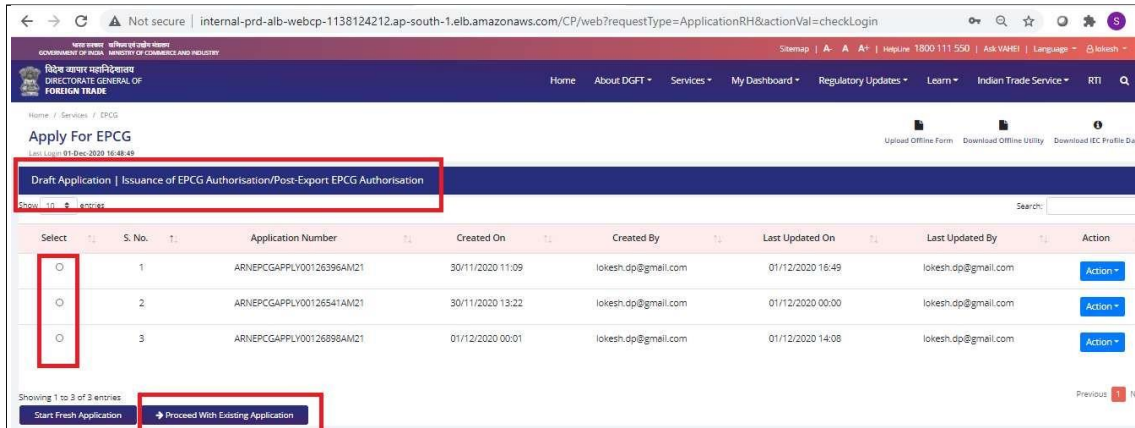 Not secure | internal-prd-alb-webcp-1138124212.ap-south-1.elb.amazonaws.com/CP/web?requestType=ApplicationRH&actionVal=checkLogin
भारत सरकार वाणिज्य एवं उद्योग मंत्रालय
GOVERNMENT OF INDIA MINISTRY OF COMMERCE AND INDUSTRY
Sitemap | A- A A+ | HelpLine 1800 111 550 | Ask VAHEI | Language lokesh
विदेश व्यापार महानिदेशालय
DIRECTORATE GENERAL OF
FOREIGN TRADE
Home About DGFT Services My Dashboard Regulatory Updates Learn Indian Trade Service RTI
Home / Services / EPCG
Apply For EPCG
Last Login 01-Dec-2020 16:48:49
Upload Offline Form Download Offline Utility Download IEC Profile Da
Draft Application | Issuance of EPCG Authorisation/Post-Export EPCG Authorisation
Show 10 entries Search:
Select S. No. Application Number Created On Created By Last Updated On Last Updated By Action
1 ARNEPCGAPPLY00126396AM21 30/11/2020 11:09 lokesh.dp@gmail.com 01/12/2020 16:49 lokesh.dp@gmail.com Action
2 ARNEPCGAPPLY00126541AM21 30/11/2020 13:22 lokesh.dp@gmail.com 01/12/2020 00:00 lokesh.dp@gmail.com Action
3 ARNEPCGAPPLY00126898AM21 01/12/2020 00:01 lokesh.dp@gmail.com 01/12/2020 14:08 lokesh.dp@gmail.com Action
Showing 1 to 3 of 3 entries Previous 1 N
Start Fresh Application → Proceed With Existing Application